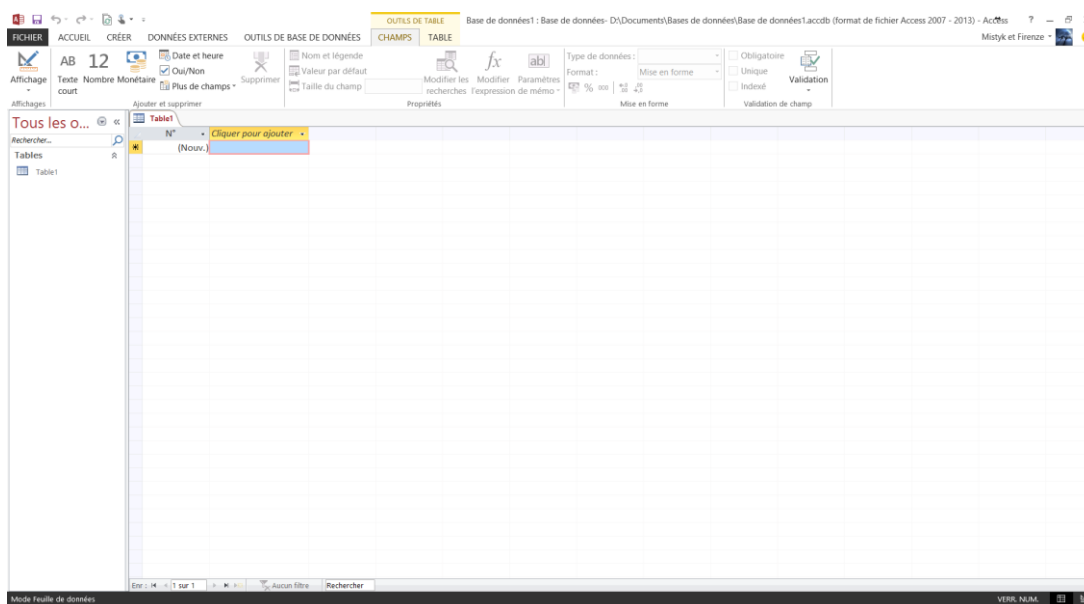 OUTILS DE TABLE Base de données1 : Base de données- D:\Documents\Bases de données\Base de données1.accdb (format de fichier Access 2007 - 2013) - Access ?
FICHIER ACCUEIL CRÉER DONNÉES EXTERNES OUTILS DE BASE DE DONNÉES CHAMPS TABLE Mistyk et Firenze
Affichage
AB Texte court
12 Nombre
Monétaire
Date et heure
Oui/Non
Plus de champs
Supprimer
Nom et légende
Valeur par défaut
Taille du champ
Modifier les recherches
fx Modifier l'expression
ab| Paramètres de mémo
Type de données :
Format : Mise en forme
% 000
Obligatoire
Unique
Indexé
Validation
Affichages Ajouter et supprimer Propriétés Mise en forme Validation de champ
Tous les o... «
Rechercher...
Tables
Table1
Table1
N° Cliquer pour ajouter
(Nouv.)
Enr : 1 sur 1 Aucun filtre Rechercher
Mode Feuille de données VERR. NUM.